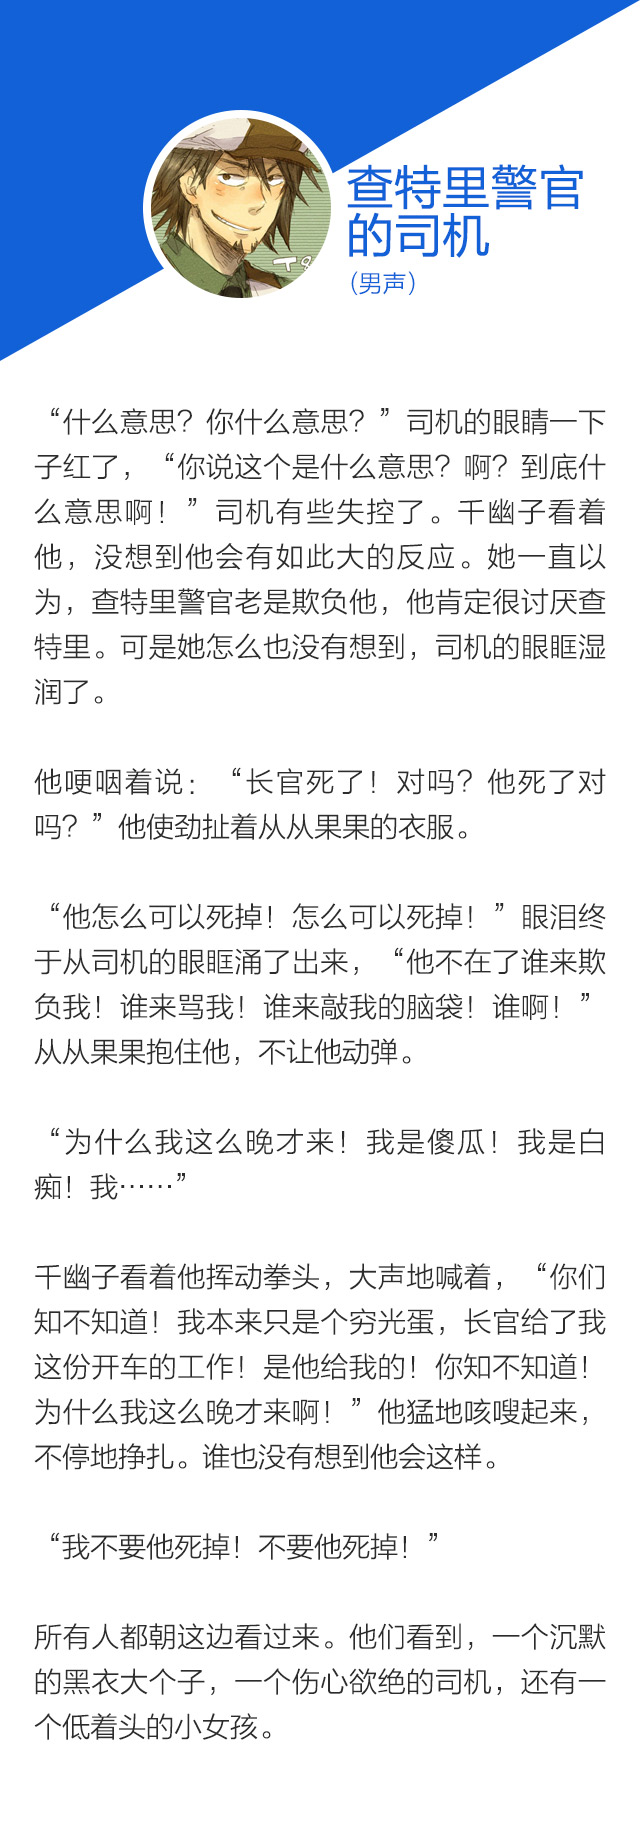 查特里警官
的司机
（男声）
“什么意思？你什么意思？”司机的眼睛一下
子红了，“你说这个是什么意思？啊？到底什
么意思啊！”司机有些失控了。千幽子看着
他，没想到他会有如此大的反应。她一直以
为，查特里警官老是欺负他，他肯定很讨厌查
特里。可是她怎么也没有想到，司机的眼眶湿
润了。
他哽咽着说：“长官死了！对吗？他死了对
吗？”他使劲扯着从从果果的衣服。
“他怎么可以死掉！怎么可以死掉！”眼泪终
于从司机的眼眶涌了出来，“他不在了谁来欺
负我！谁来骂我！谁来敲我的脑袋！谁啊！”
从从果果抱住他，不让他动弹。
“为什么我这么晚才来！我是傻瓜！我是白
痴！我……”
千幽子看着他挥动拳头，大声地喊着，“你们
知不知道！我本来只是个穷光蛋，长官给了我
这份开车的工作！是他给我的！你知不知道！
为什么我这么晚才来啊！”他猛地咳嗽起来，
不停地挣扎。谁也没有想到他会这样。
“我不要他死掉！不要他死掉！”
所有人都朝这边看过来。他们看到，一个沉默
的黑衣大个子，一个伤心欲绝的司机，还有一
个低着头的小女孩。